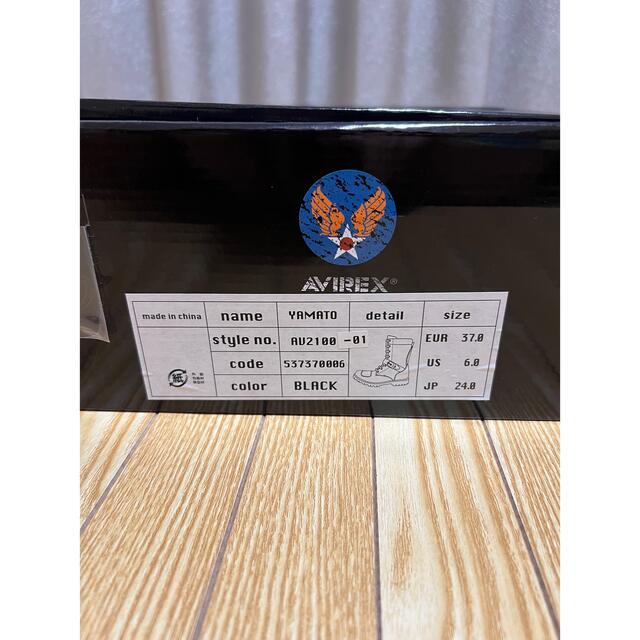 AVIREX®
made in china name YAMATO detail size
style no. AV2100 -01 EUR 37.0
code 537370006 US 6.0
color BLACK JP 24.0
紙